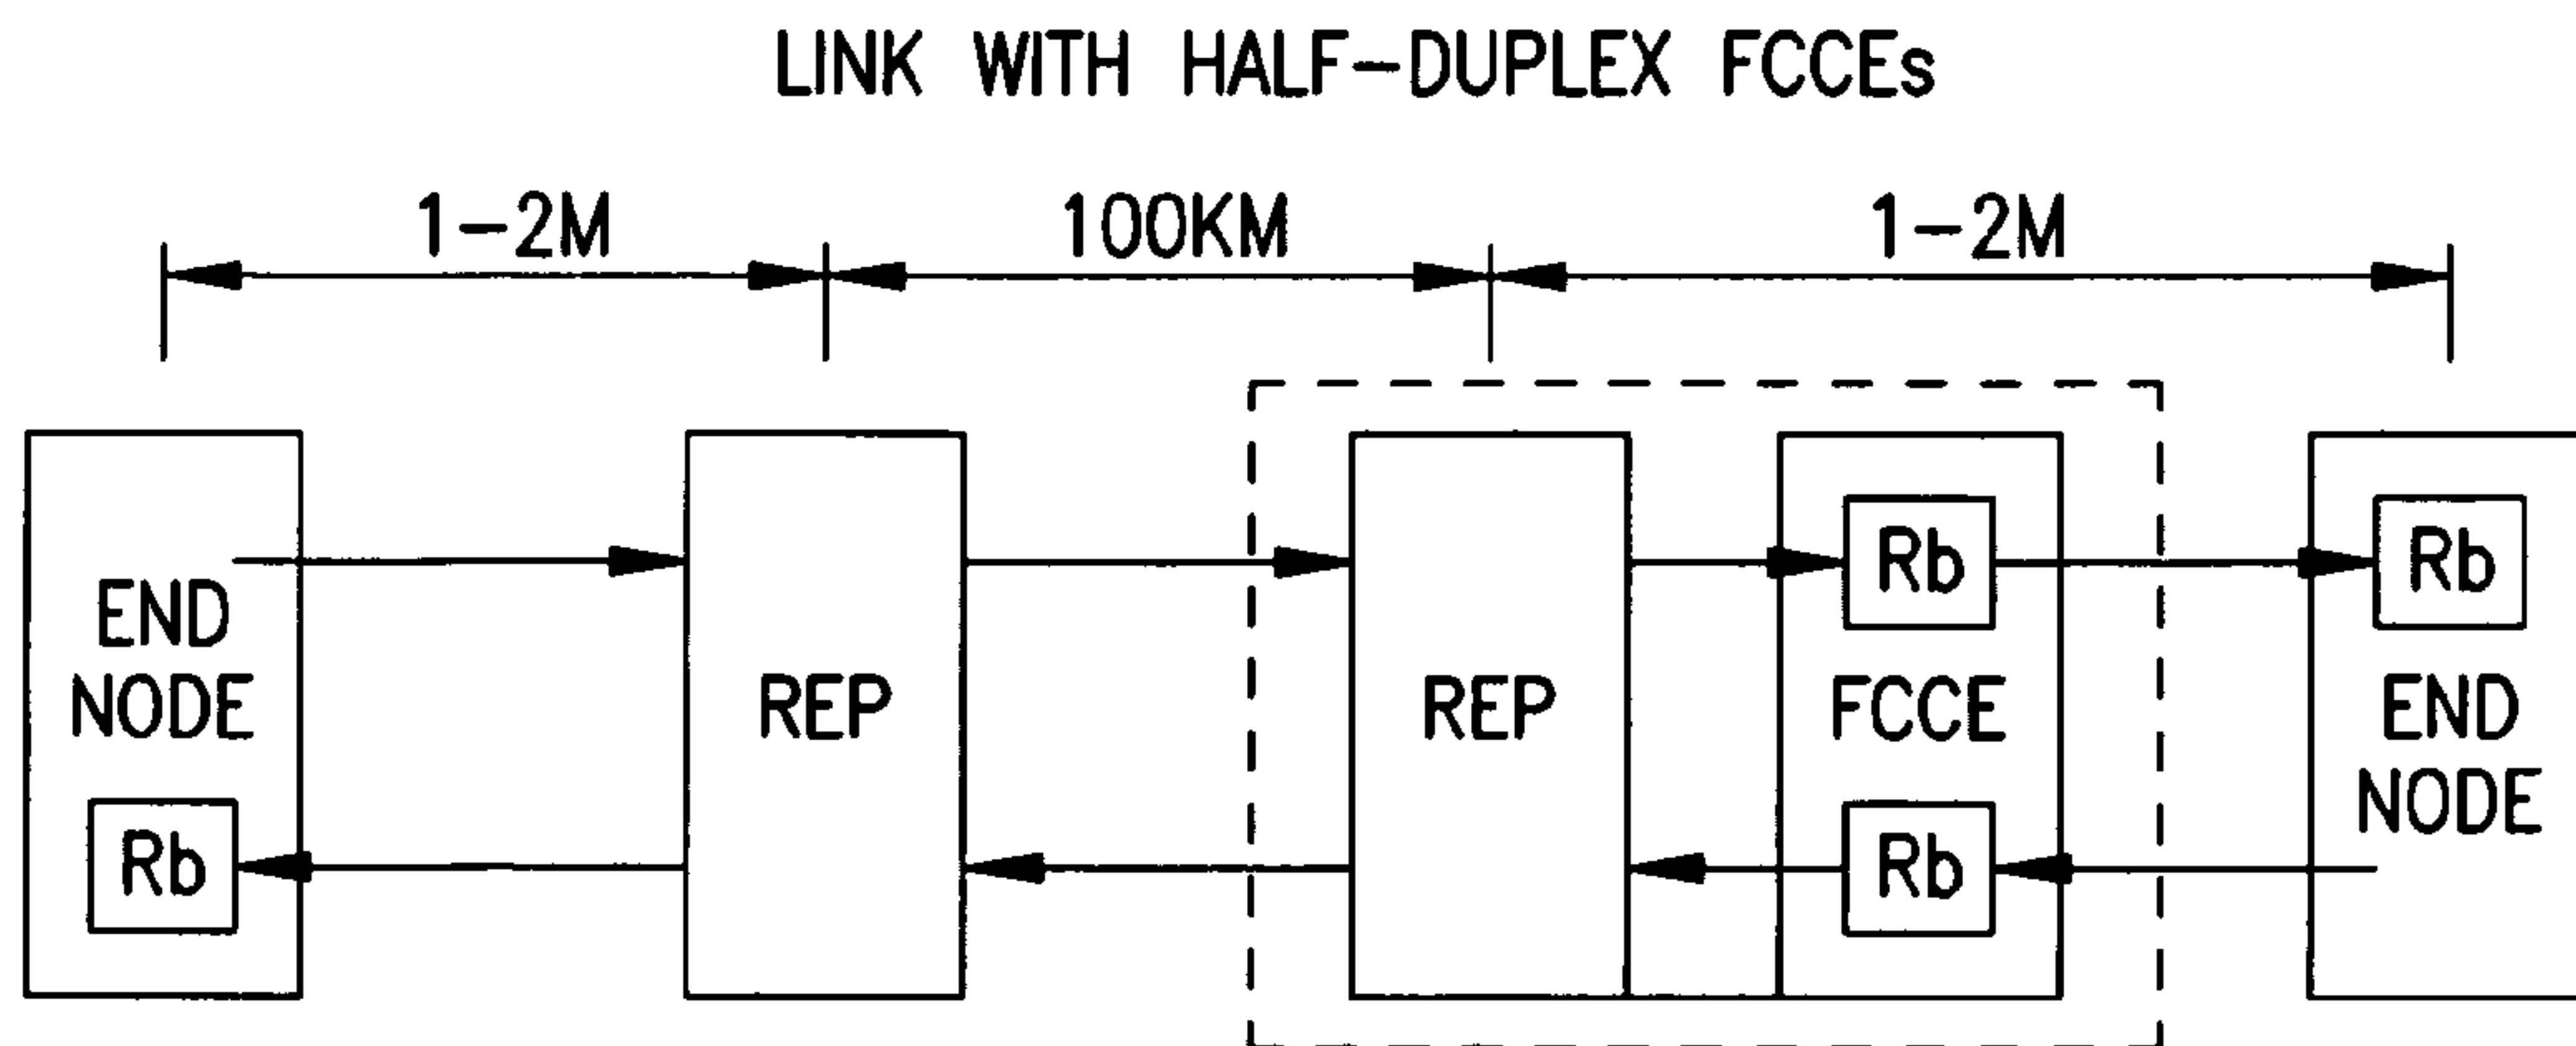 LINK WITH HALF-DUPLEX FCCEs
1-2M
100KM
1-2M
END
NODE
Rb
REP
REP
Rb
FCCE
Rb
Rb
END
NODE